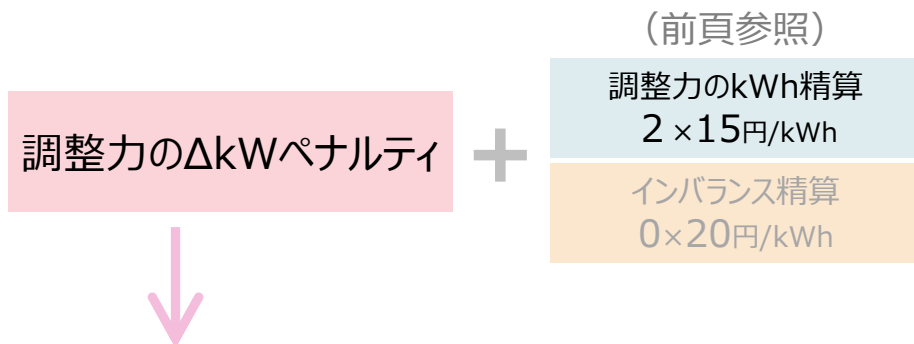 (前頁参照)
調整力のΔkWペナルティ
+
調整力のkWh精算
2×15円/kWh
インバランス精算
0×20円/kWh